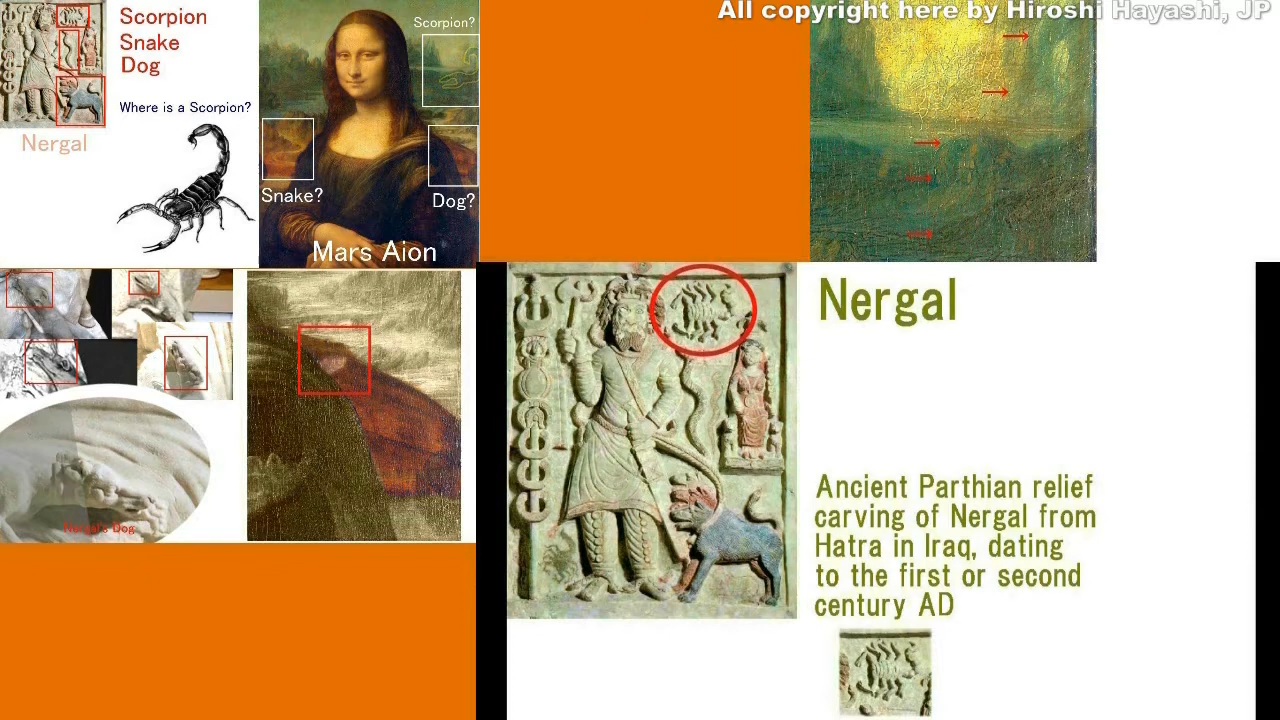 All copyright here by Hiroshi Hayashi, JP
Scorpion
Snake
Dog
Where is a Scorpion?
Nergal
Scorpion?
Snake?
Dog?
Mars Aion
Nergal's Dog
Nergal
Ancient Parthian relief
carving of Nergal from
Hatra in Iraq, dating
to the first or second
century AD